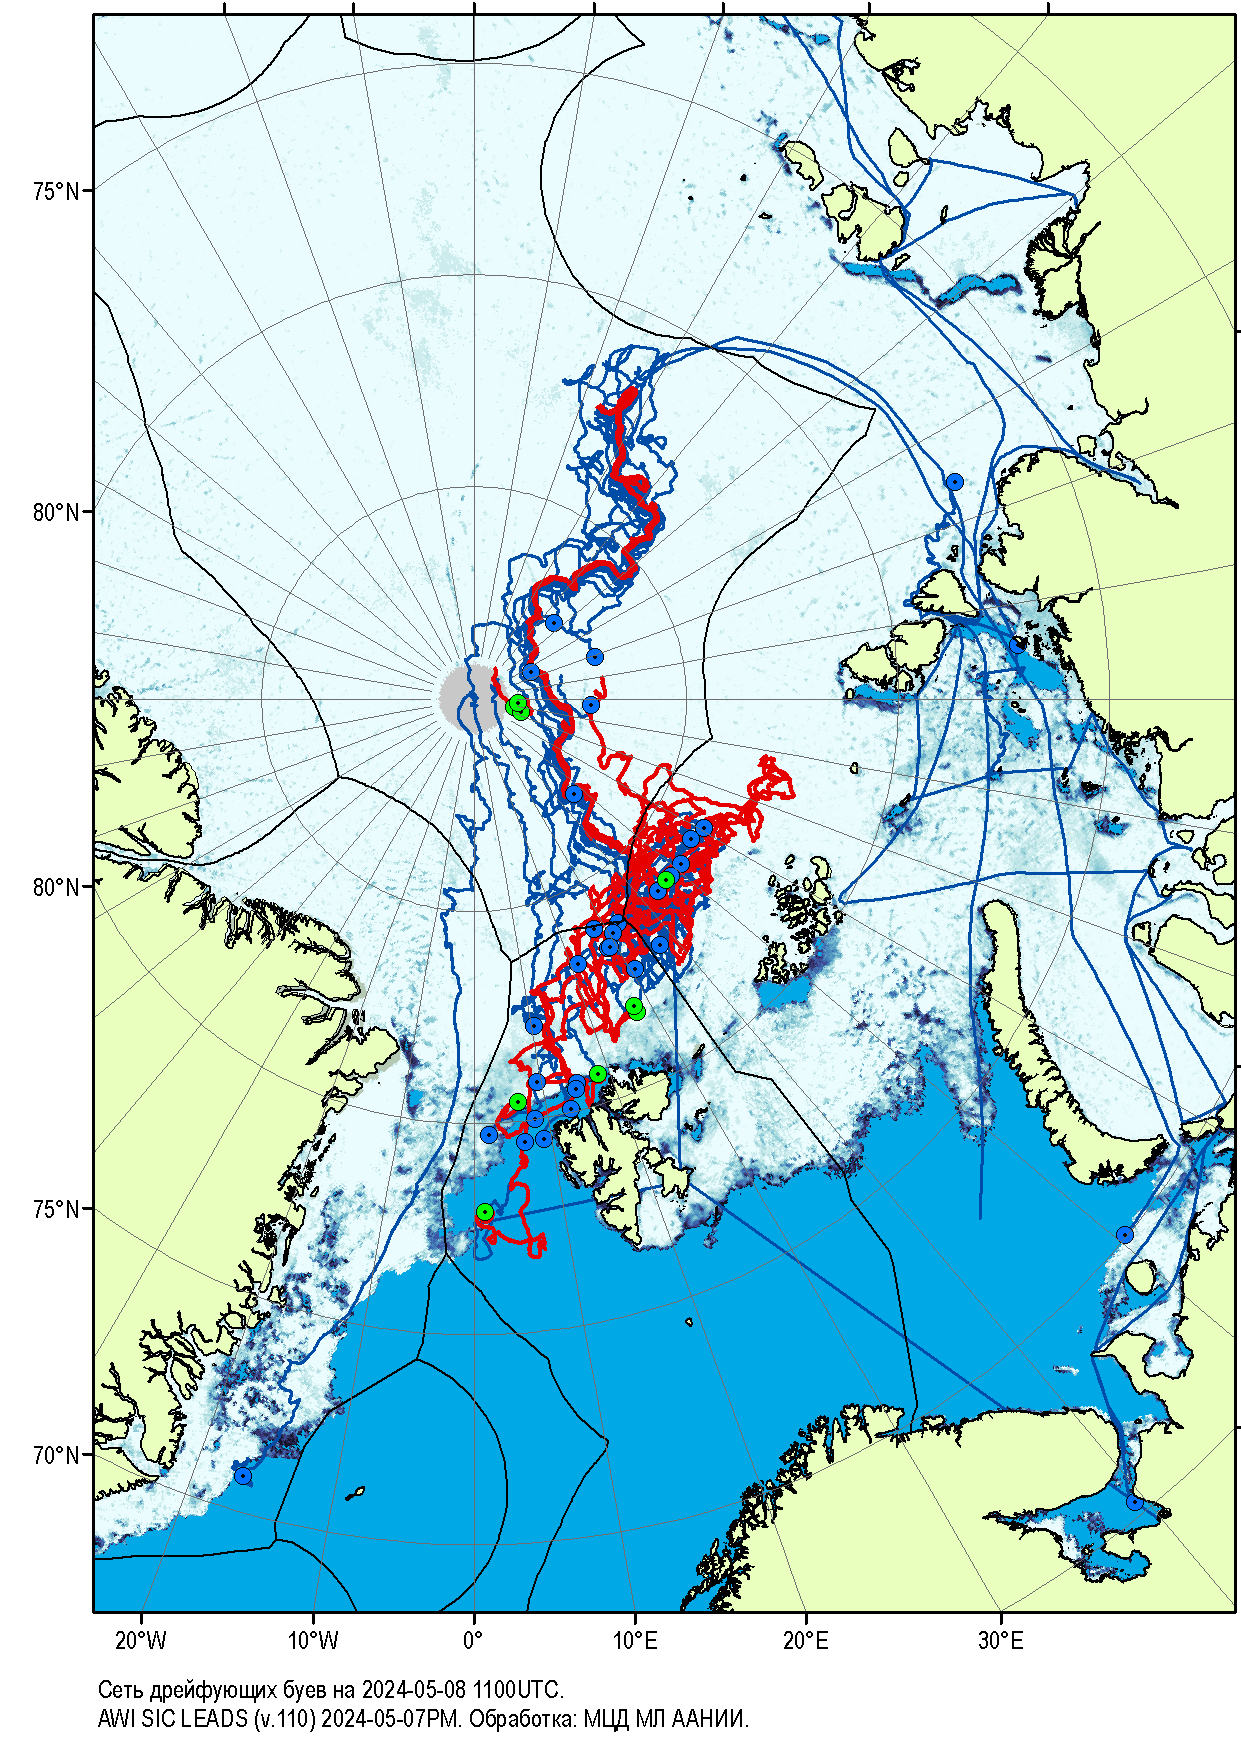 75°N
80°N
80°N
75°N
70°N
20°W 10°W 0° 10°E 20°E 30°E
Сеть дрейфующих буев на 2024-05-08 1100UTC.
AWI SIC LEADS (v.110) 2024-05-07PM. Обработка: МЦД МЛ ААНИИ.